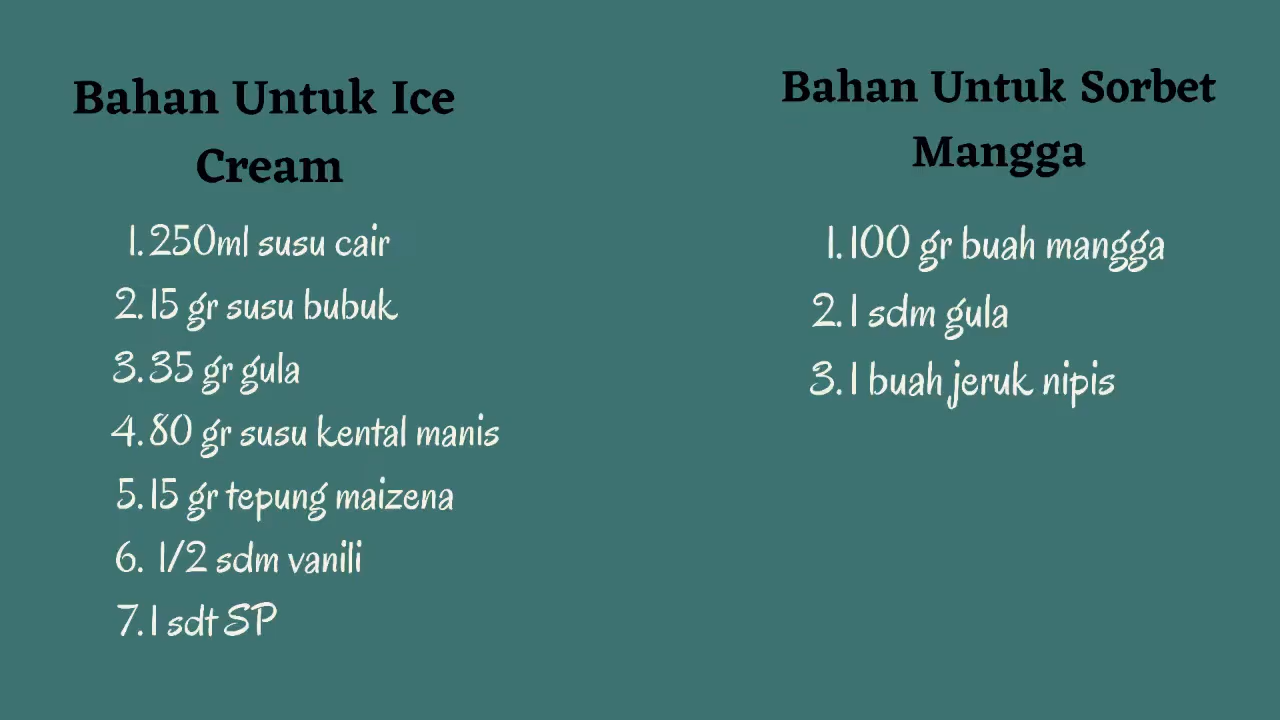 Bahan Untuk Ice
Cream
1. 250ml susu cair
2. 15 gr susu bubuk
3. 35 gr gula
4. 80 gr susu kental manis
5. 15 gr tepung maizena
6. 1/2 sdm vanili
7. 1 sdt SP
Bahan Untuk Sorbet
Mangga
1. 100 gr buah mangga
2. 1 sdm gula
3. 1 buah jeruk nipis